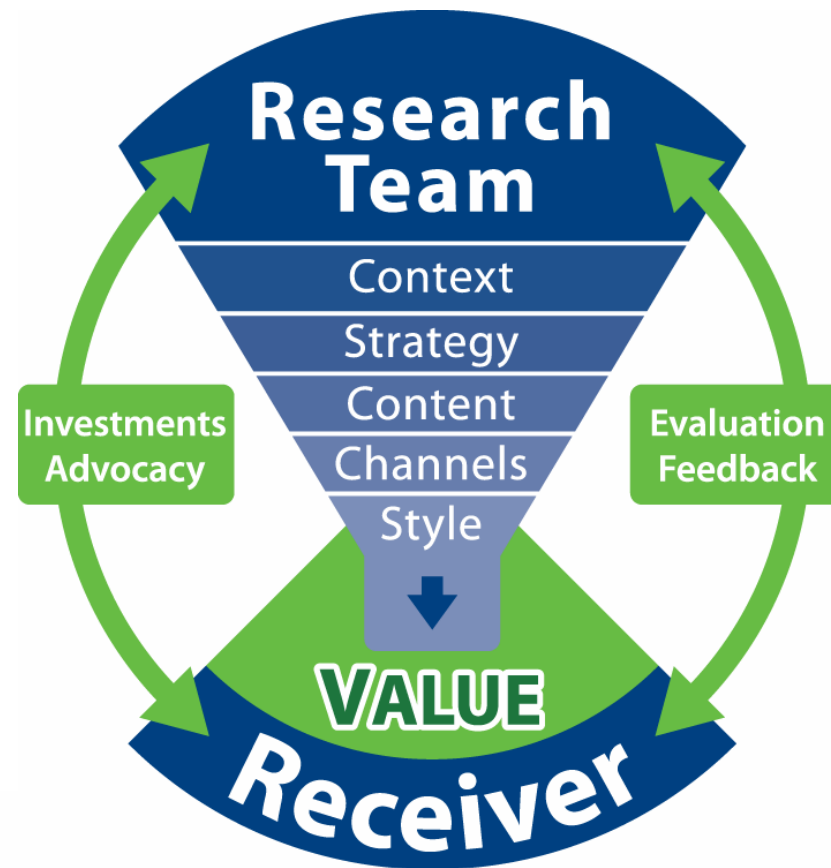 Research
Team
Context
Strategy
Content
Channels
Style
Investments
Advocacy
Evaluation
Feedback
VALUE
Receiver